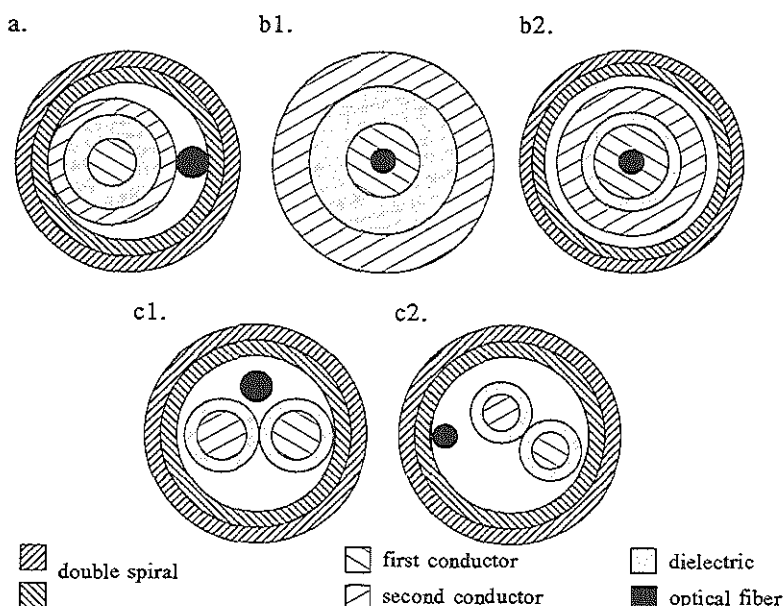 a.
b1.
b2.
c1.
c2.
double spiral
first conductor
second conductor
dielectric
optical fiber